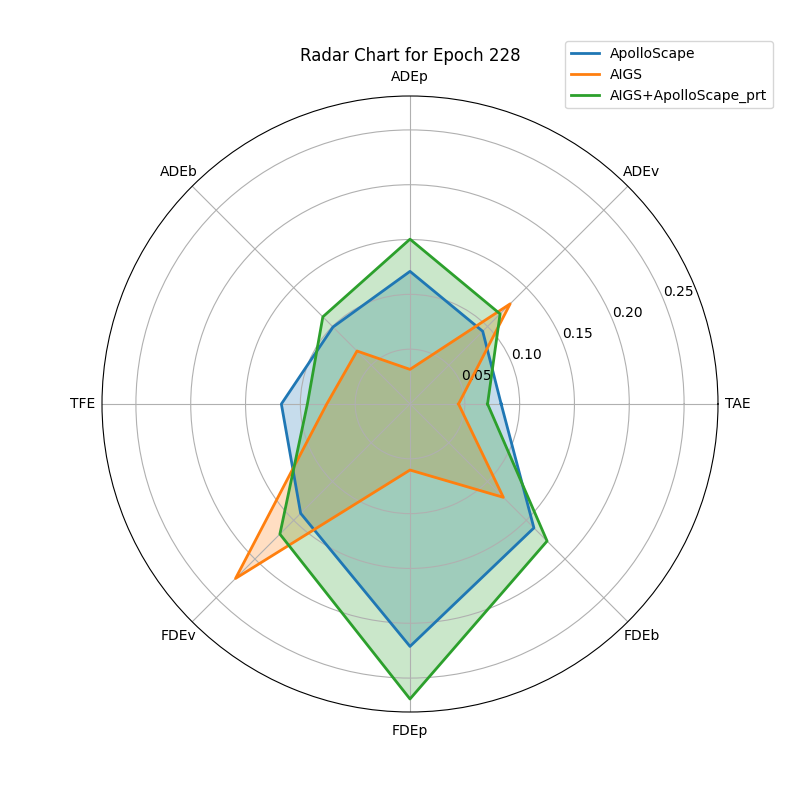 Radar Chart for Epoch 228
ApolloScape
AIGS
AIGS+ApolloScape_prt
ADEp
ADEb
ADEv
0.25
0.20
0.15
0.10
0.05
TFE
TAE
FDEv
FDEb
FDEp